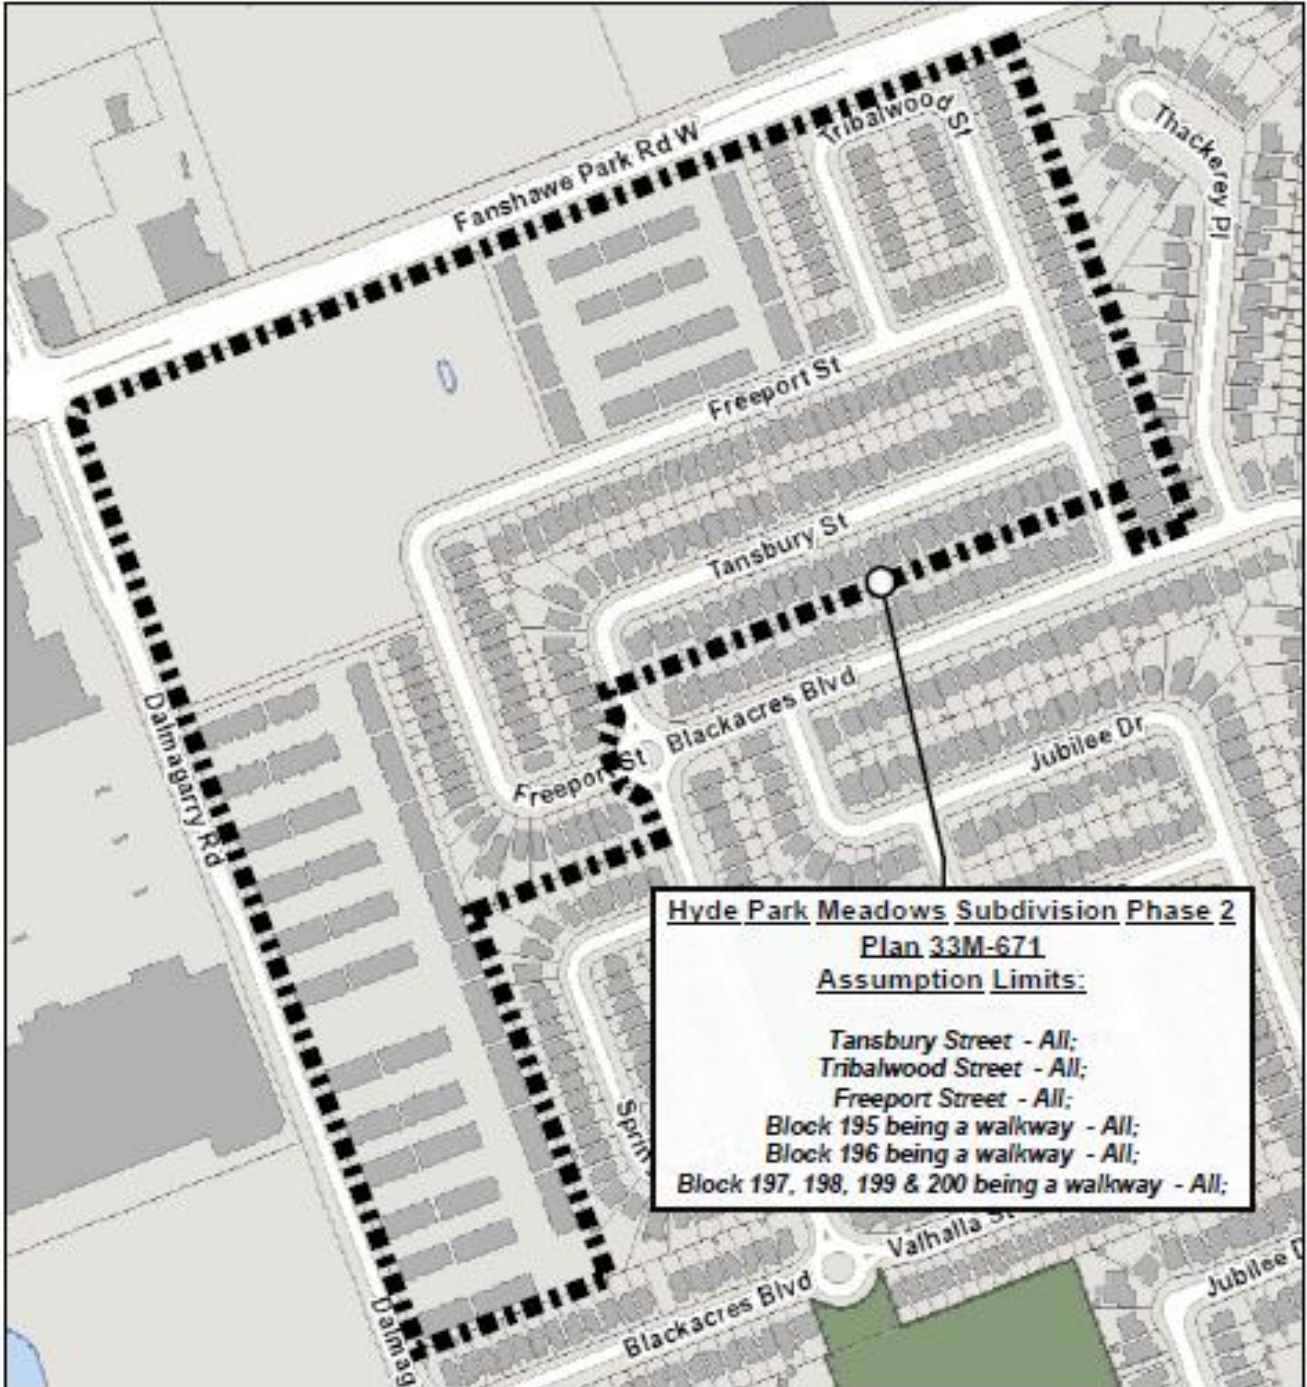 Fanshawe Park Rd W
Tribalwood St
Thackerey Pl
Freeport St
Tansbury St
Dalmagarry Rd
Blackacres Blvd
Freeport St
Jubilee Dr
Hyde Park Meadows Subdivision Phase 2
Plan 33M-671
Assumption Limits:
Tansbury Street - All;
Tribalwood Street - All;
Freeport Street - All;
Block 195 being a walkway - All;
Block 196 being a walkway - All;
Block 197, 198, 199 & 200 being a walkway - All;
Sprin
Valhalla St
Jubilee D
Blackacres Blvd
Dalmag